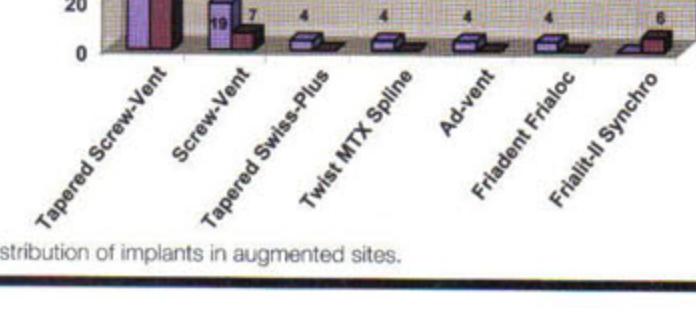 20
19 7 4 4 4 4 6
0
Tapered Screw-Vent
Screw-Vent
Tapered Swiss-Plus
Twist MTX Spline
Ad-vent
Friadent Frialoc
Frialit-II Synchro
stribution of implants in augmented sites.